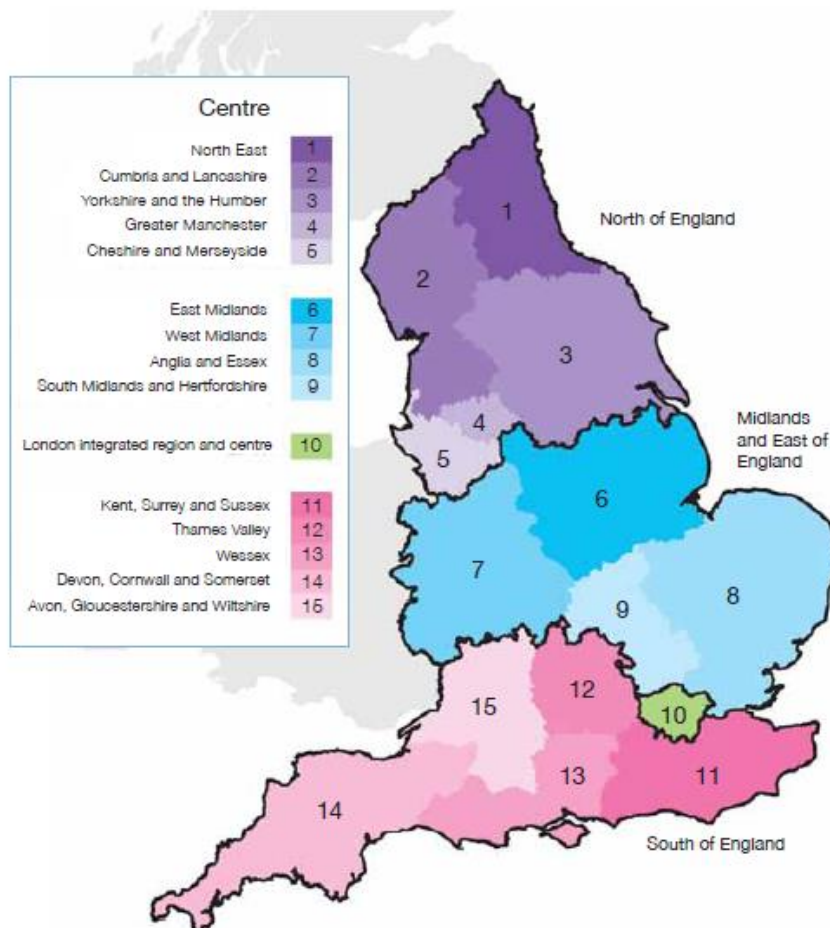 Centre
North East 1
Cumbria and Lancashire 2
Yorkshire and the Humber 3
Greater Manchester 4
Cheshire and Merseyside 5
East Midlands 6
West Midlands 7
Anglia and Essex 8
South Midlands and Hertfordshire 9
London integrated region and centre 10
Kent, Surrey and Sussex 11
Thames Valley 12
Wessex 13
Devon, Cornwall and Somerset 14
Avon, Gloucestershire and Wiltshire 15
1
North of England
2
3
4
5
Midlands
and East of
England
6
7
8
9
10
12
15
11
13
14
South of England